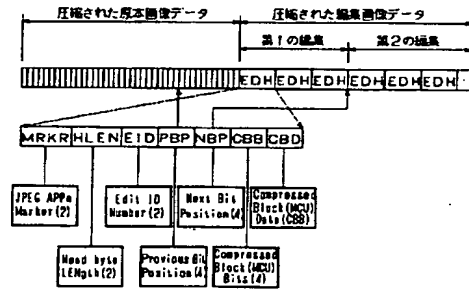 圧縮された原本画像データ
圧縮された編集画像データ
第1の編集
第2の編集
EDH EDH EDH EDH EDH EDH
MRKR HLEN EID PBP NBP CBB CBD
JPEG APPn
Marker(2)
Edit ID
Number(2)
Next Bit
Position(4)
Compressed
Block(MCU)
Data(CBB)
Head byte
LENgth(2)
Previous Bit
Position(4)
Compressed
Block(MCU)
Bits(4)